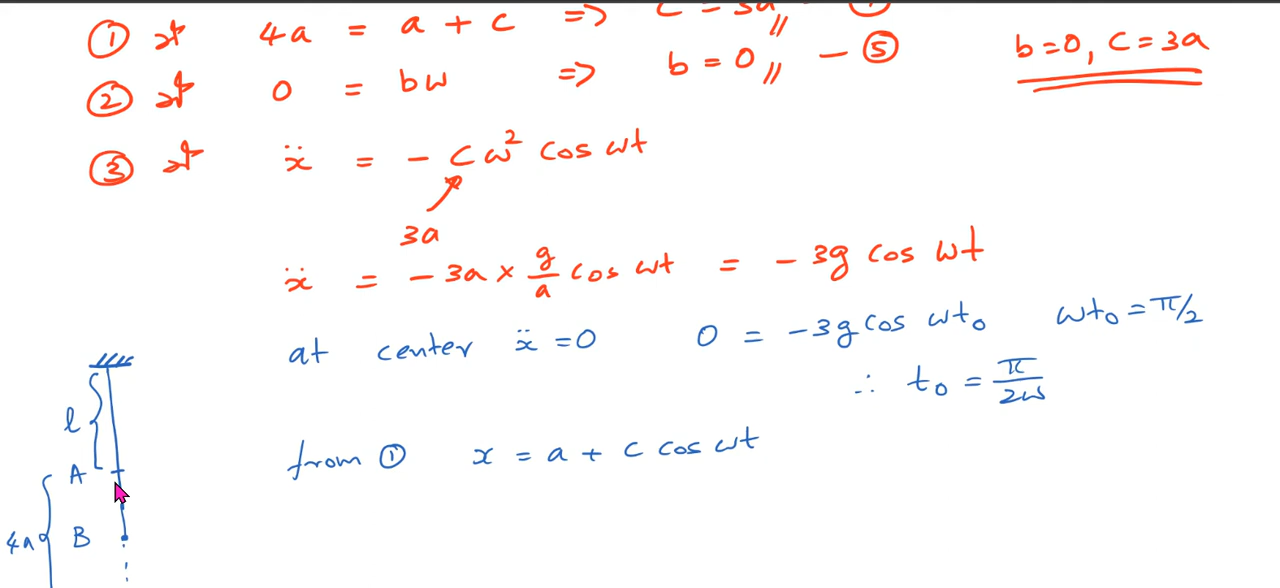 ① ⇒ 4a = a + c ⇒ c = 3a,,
② ⇒ 0 = bω ⇒ b = 0,, - ⑤
b=0, c = 3a
③ ⇒ ẍ = - cω² cos ωt
3a
ẍ = - 3a × g/a cos ωt = - 3g cos ωt
at center ẍ = 0 0 = -3g cos ωt₀ ωt₀ = π/2
∴ t₀ = π/2ω
from ① x = a + c cos ωt
l
A
4a B